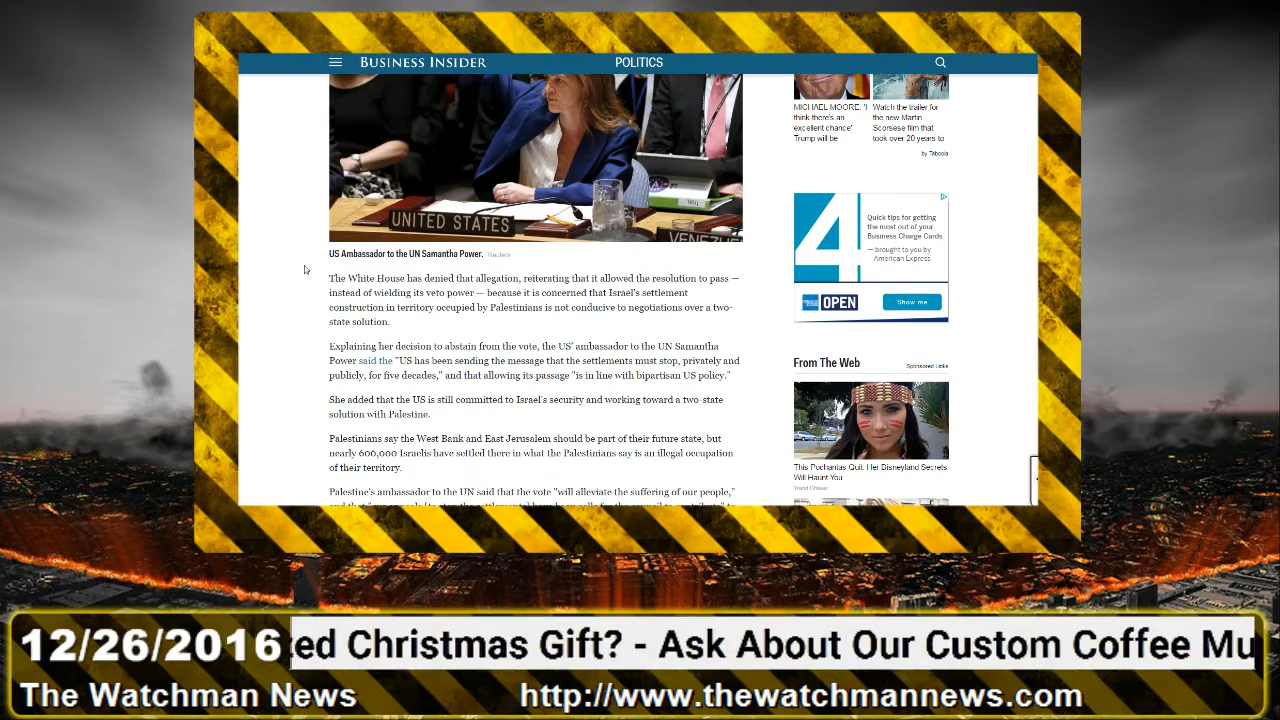 BUSINESS INSIDER
POLITICS
UNITED STATES
VENEZUE
US Ambassador to the UN Samantha Power. Reuters
The White House has denied that allegation, reiterating that it allowed the resolution to pass —
instead of wielding its veto power — because it is concerned that Israel's settlement
construction in territory occupied by Palestinians is not conducive to negotiations over a two-
state solution.
Explaining her decision to abstain from the vote, the US' ambassador to the UN Samantha
Power said the "US has been sending the message that the settlements must stop, privately and
publicly, for five decades," and that allowing its passage "is in line with bipartisan US policy."
She added that the US is still committed to Israel's security and working toward a two-state
solution with Palestine.
Palestinians say the West Bank and East Jerusalem should be part of their future state, but
nearly 600,000 Israelis have settled there in what the Palestinians say is an illegal occupation
of their territory.
Palestine's ambassador to the UN said that the vote "will alleviate the suffering of our people,"
MICHAEL MOORE: 'I
think there's an
excellent chance'
Trump will be
Watch the trailer for
the new Martin
Scorsese film that
took over 20 years to
by Taboola
4
Quick tips for getting
the most out of your
Business Charge Cards
— brought to you by
American Express
OPEN
Show me
From The Web
Sponsored Links
This Pochantas Quit. Her Disneyland Secrets
Will Haunt You
Trend Chaser
12/26/2016
ed Christmas Gift? - Ask About Our Custom Coffee Mu
The Watchman News
http://www.thewatchmannews.com